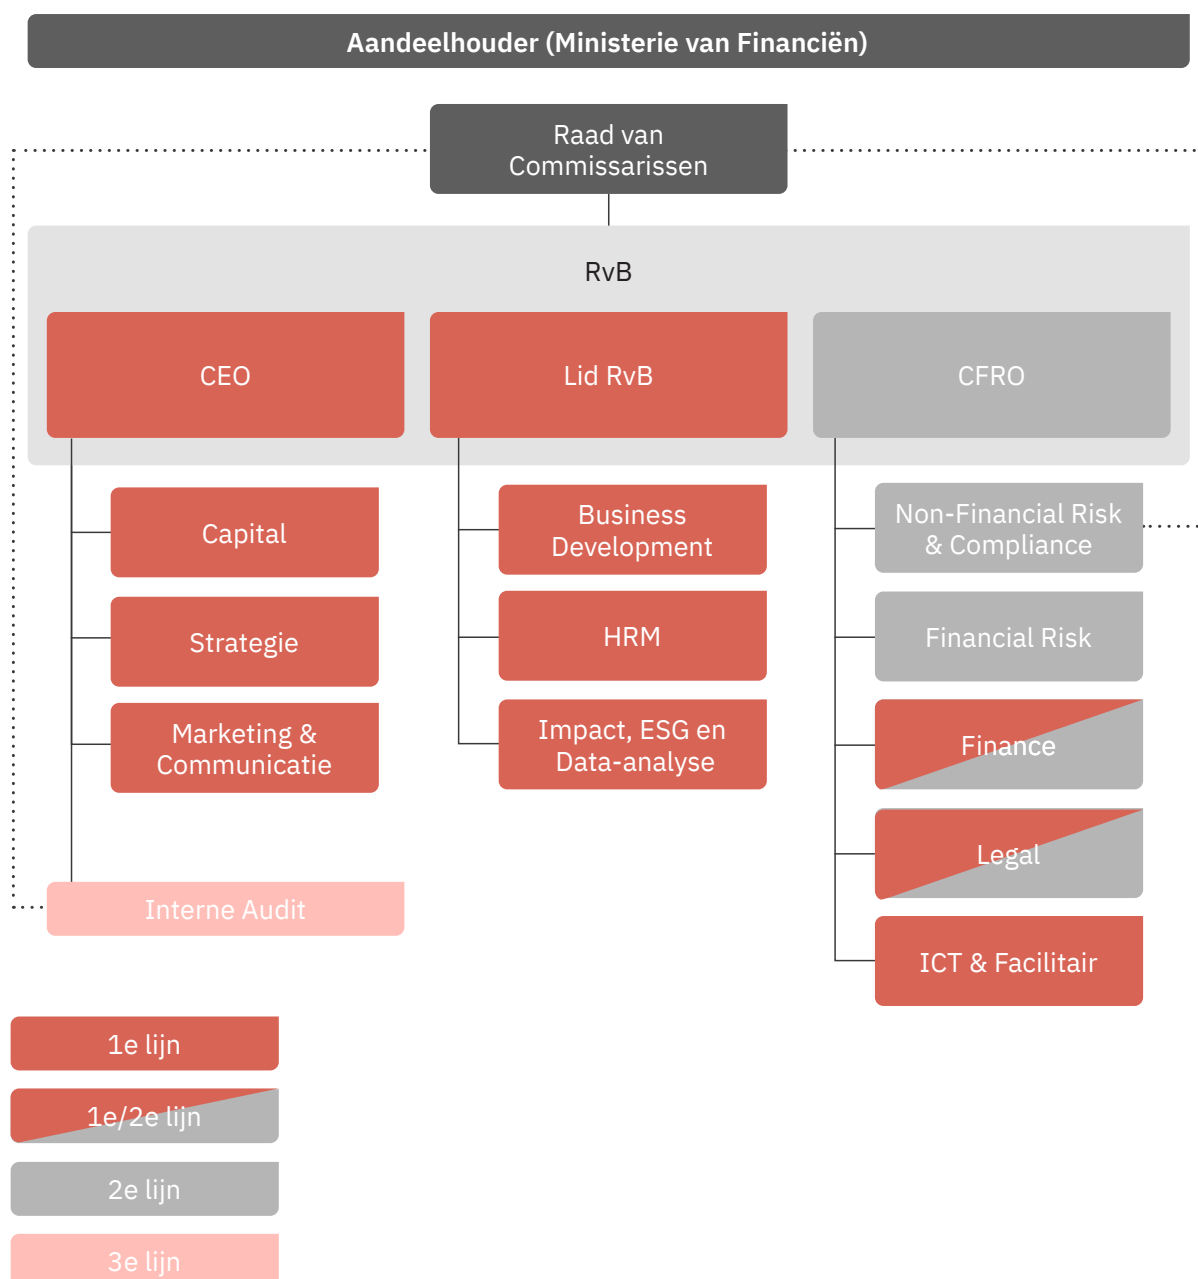 Aandeelhouder (Ministerie van Financiën)
Raad van
Commissarissen
RvB
CEO
Lid RvB
CFRO
Capital
Strategie
Marketing &
Communicatie
Interne Audit
Business
Development
HRM
Impact, ESG en
Data-analyse
Non-Financial Risk
& Compliance
Financial Risk
Finance
Legal
ICT & Facilitair
1e lijn
1e/2e lijn
2e lijn
3e lijn